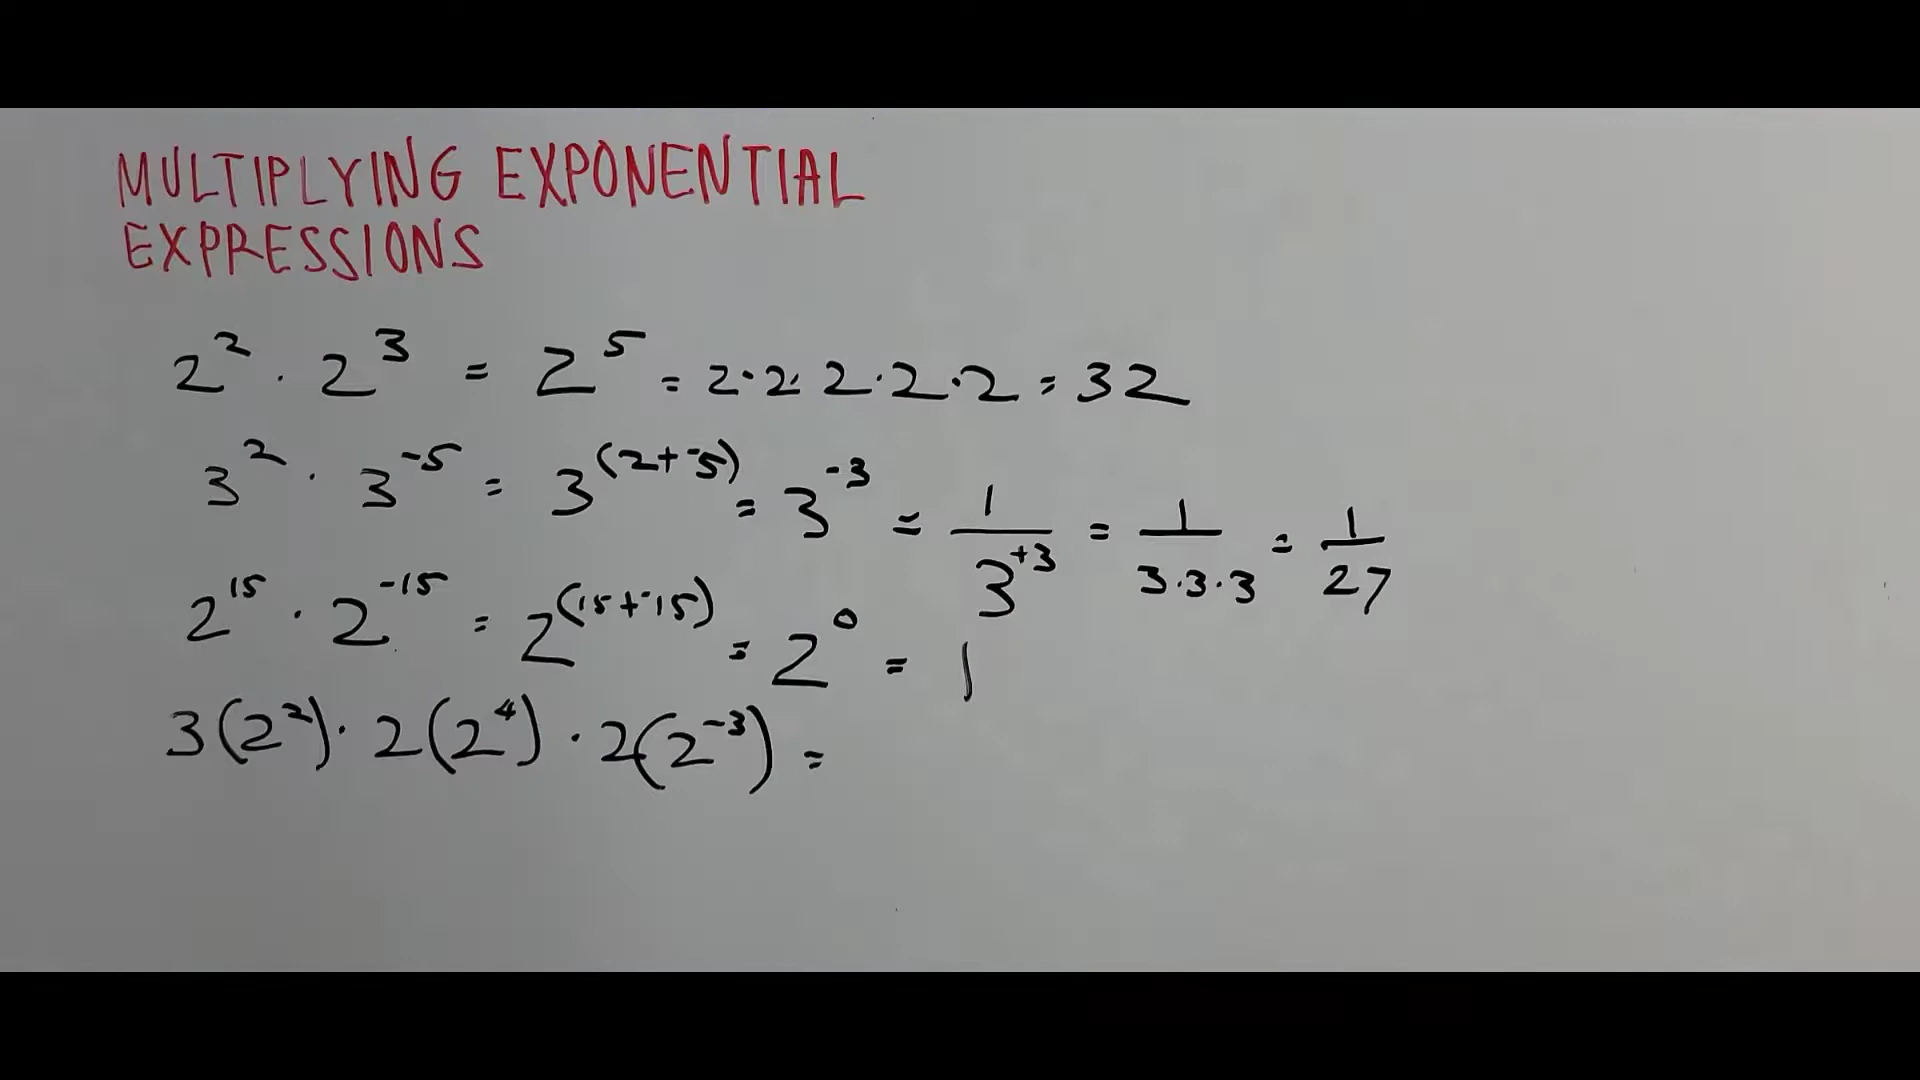 MULTIPLYING EXPONENTIAL
EXPRESSIONS
2² · 2³ = 2⁵ = 2·2·2·2·2 = 32
3² · 3⁻⁵ = 3⁽²⁺⁻⁵⁾ = 3⁻³ = 1/3⁺³ = 1/3·3·3 = 1/27
2¹⁵ · 2⁻¹⁵ = 2⁽¹⁵⁺⁻¹⁵⁾ = 2⁰ = 1
3(2²) · 2(2⁴) · 2(2⁻³) =